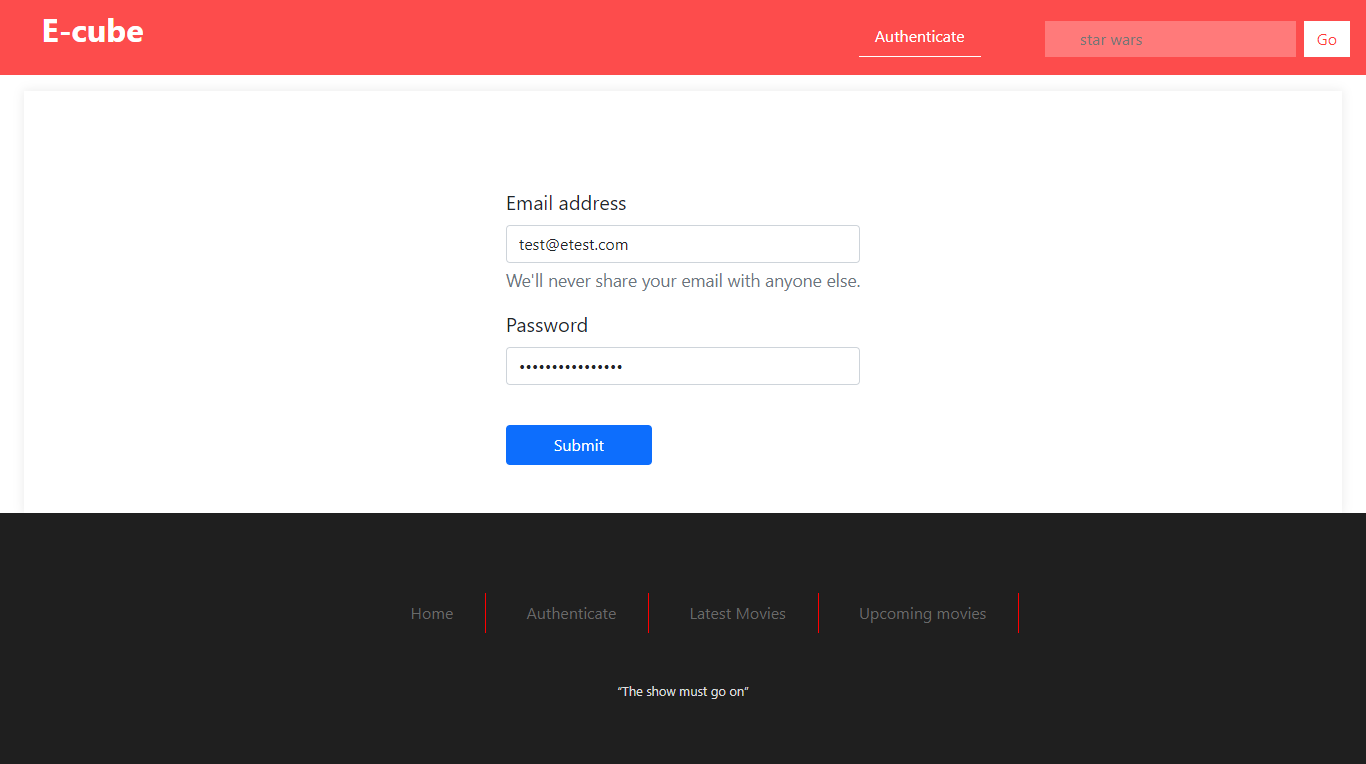 E-cube
Authenticate
star wars
Go
Email address
test@etest.com
We'll never share your email with anyone else.
Password
••••••••••••••••
Submit
Home
Authenticate
Latest Movies
Upcoming movies
“The show must go on”